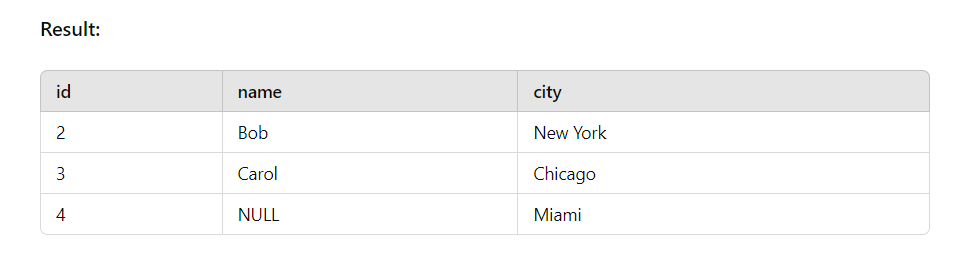 Result:
id name city
2 Bob New York
3 Carol Chicago
4 NULL Miami